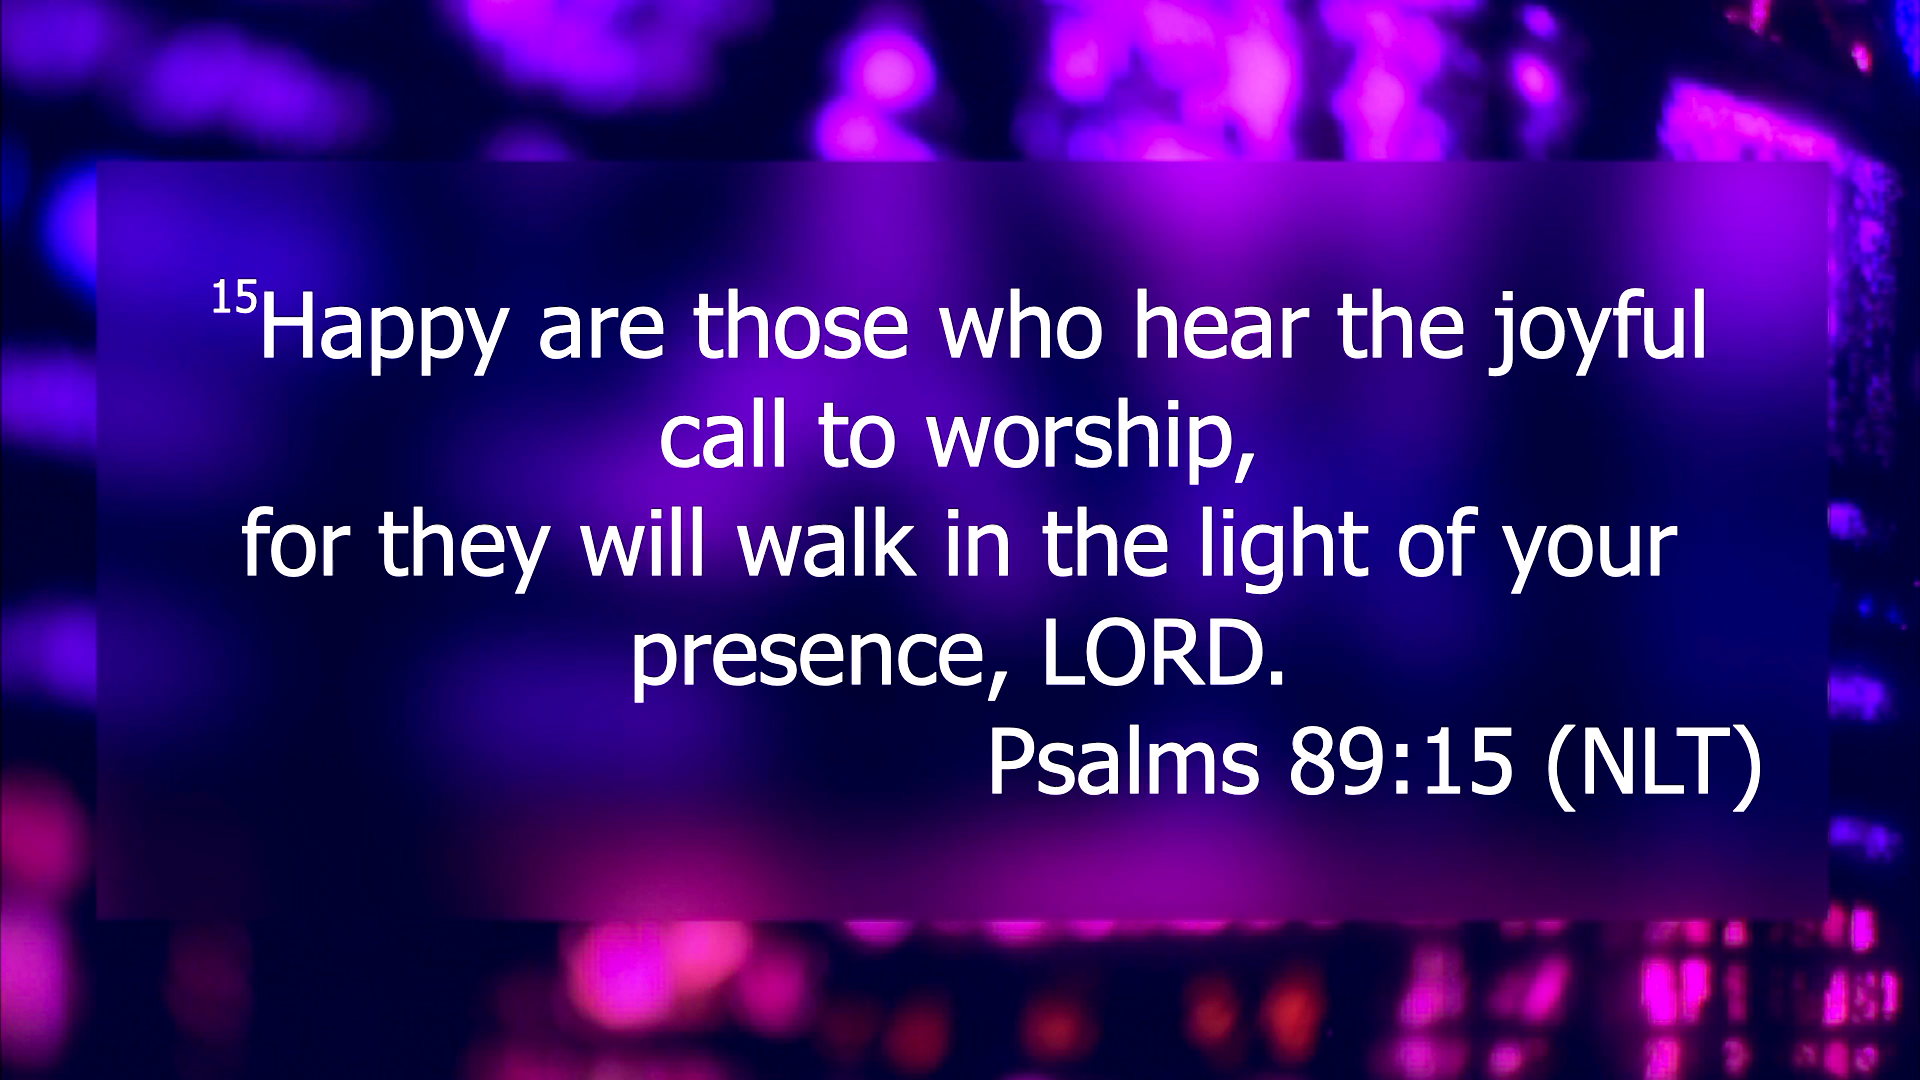 15Happy are those who hear the joyful
call to worship,
for they will walk in the light of your
presence, LORD.
Psalms 89:15 (NLT)